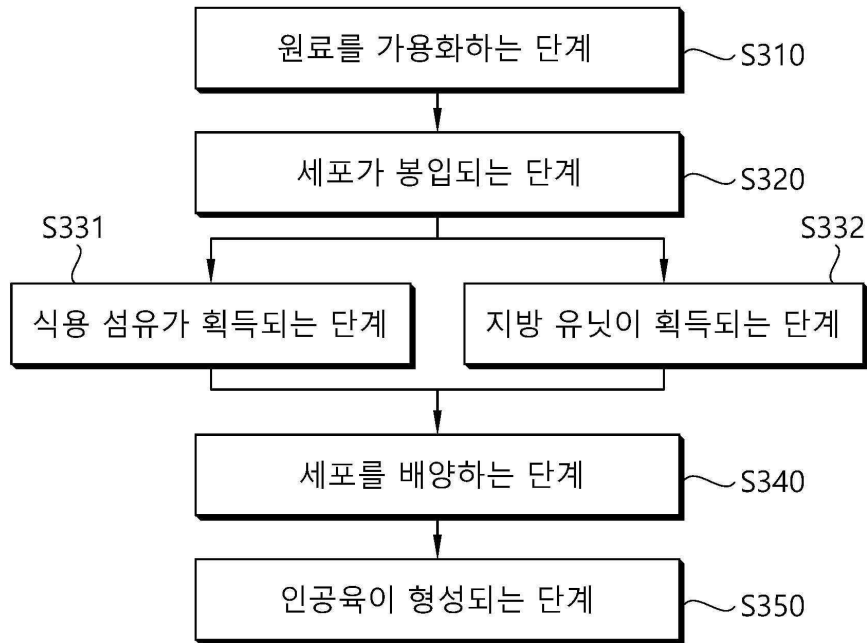 원료를 가용화하는 단계
S310
세포가 봉입되는 단계
S320
S331
S332
식용 섬유가 획득되는 단계
지방 유닛이 획득되는 단계
세포를 배양하는 단계
S340
인공육이 형성되는 단계
S350